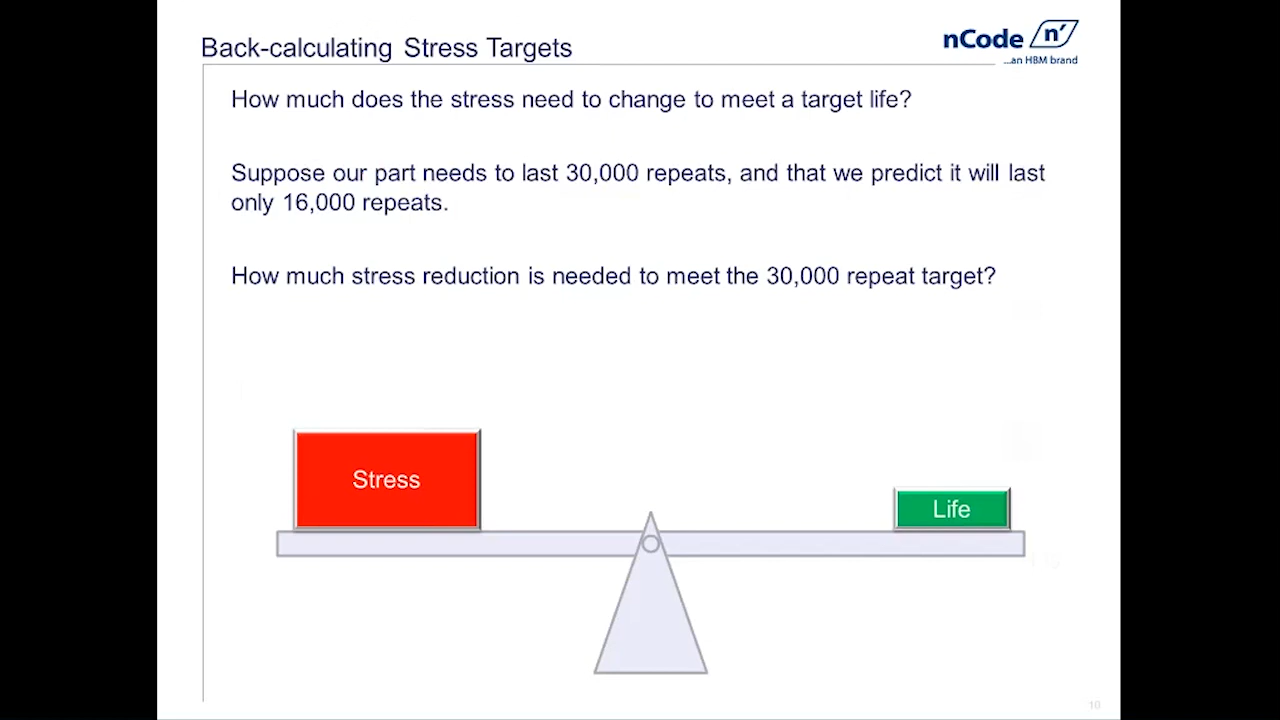 Back-calculating Stress Targets
nCode n'
...an HBM brand
How much does the stress need to change to meet a target life?
Suppose our part needs to last 30,000 repeats, and that we predict it will last
only 16,000 repeats.
How much stress reduction is needed to meet the 30,000 repeat target?
Stress
Life
10